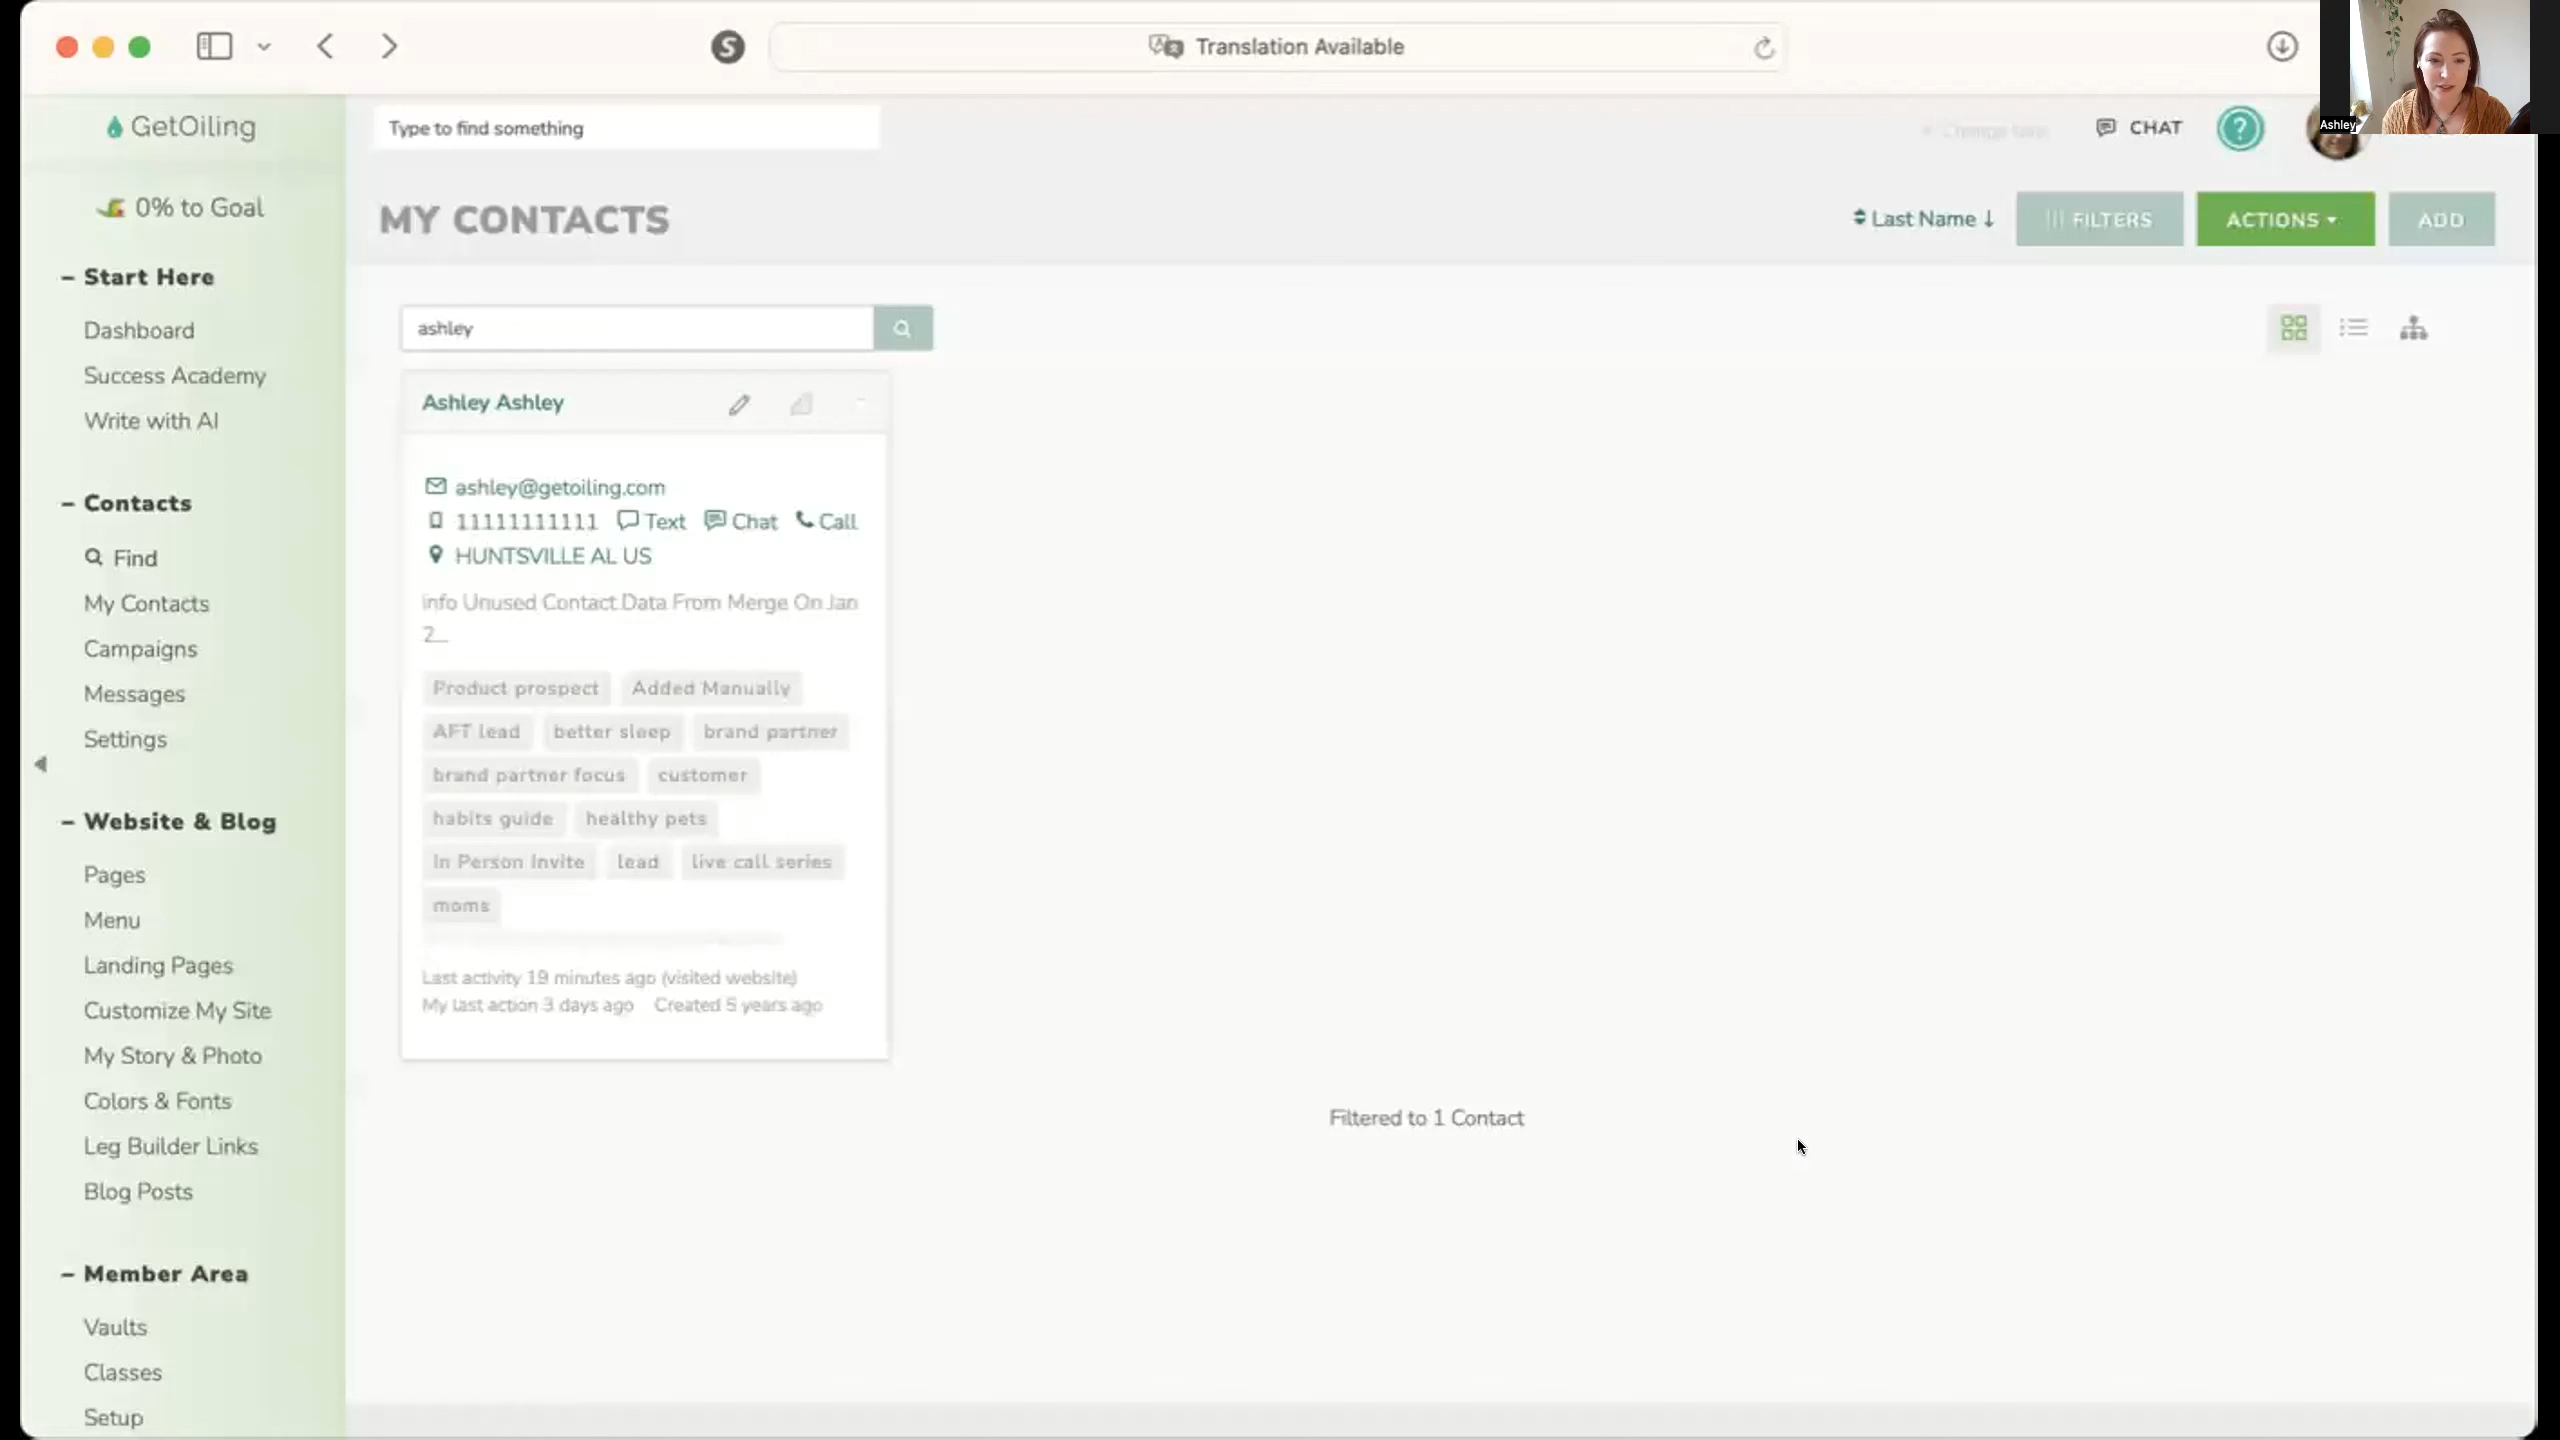 Translation Available
Ashley
GetOiling
Type to find something
CHAT
?
0% to Goal
MY CONTACTS
Last Name ↓
FILTERS
ACTIONS
ADD
– Start Here
Dashboard
Success Academy
Write with AI
– Contacts
Find
My Contacts
Campaigns
Messages
Settings
– Website & Blog
Pages
Menu
Landing Pages
Customize My Site
My Story & Photo
Colors & Fonts
Leg Builder Links
Blog Posts
– Member Area
Vaults
Classes
Setup
ashley
Ashley Ashley
ashley@getoiling.com
11111111111 Text Chat Call
HUNTSVILLE AL US
Info Unused Contact Data From Merge On Jan
2...
Product prospect Added Manually
AFT lead better sleep brand partner
brand partner focus customer
habits guide healthy pets
In Person Invite lead live call series
moms
Last activity 19 minutes ago (visited website)
My last action 3 days ago Created 5 years ago
Filtered to 1 Contact